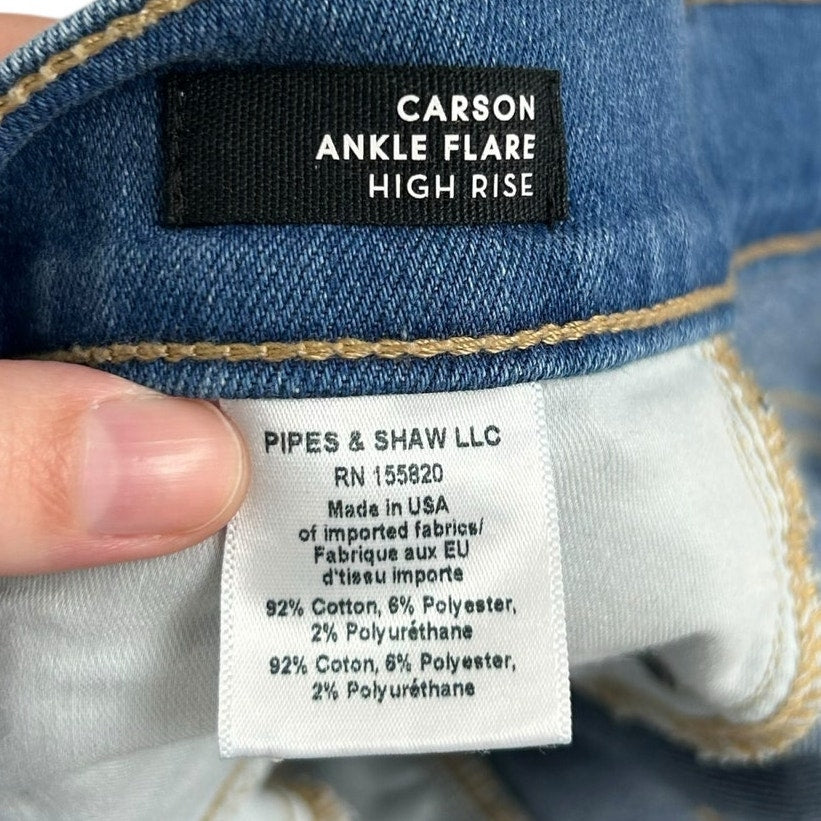 CARSON
ANKLE FLARE
HIGH RISE
PIPES & SHAW LLC
RN 155820
Made in USA
of imported fabrics/
Fabrique aux EU
d'tissu importe
92% Cotton, 6% Polyester,
2% Polyuréthane
92% Coton, 6% Polyester,
2% Polyuréthane